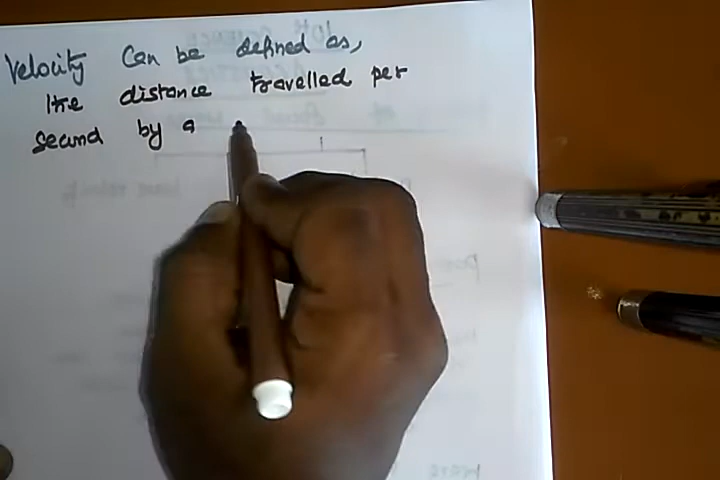 Velocity Can be defined as,
the distance travelled per
second by a